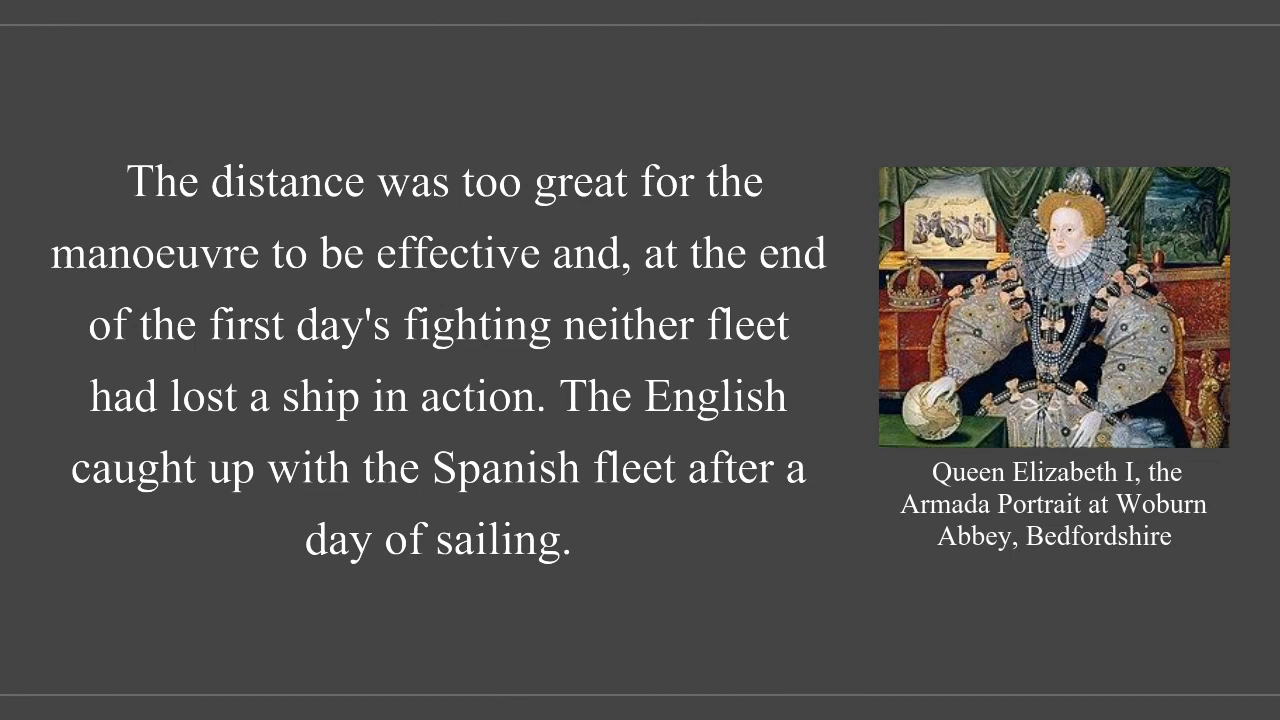 The distance was too great for the
manoeuvre to be effective and, at the end
of the first day's fighting neither fleet
had lost a ship in action. The English
caught up with the Spanish fleet after a
day of sailing.
Queen Elizabeth I, the
Armada Portrait at Woburn
Abbey, Bedfordshire